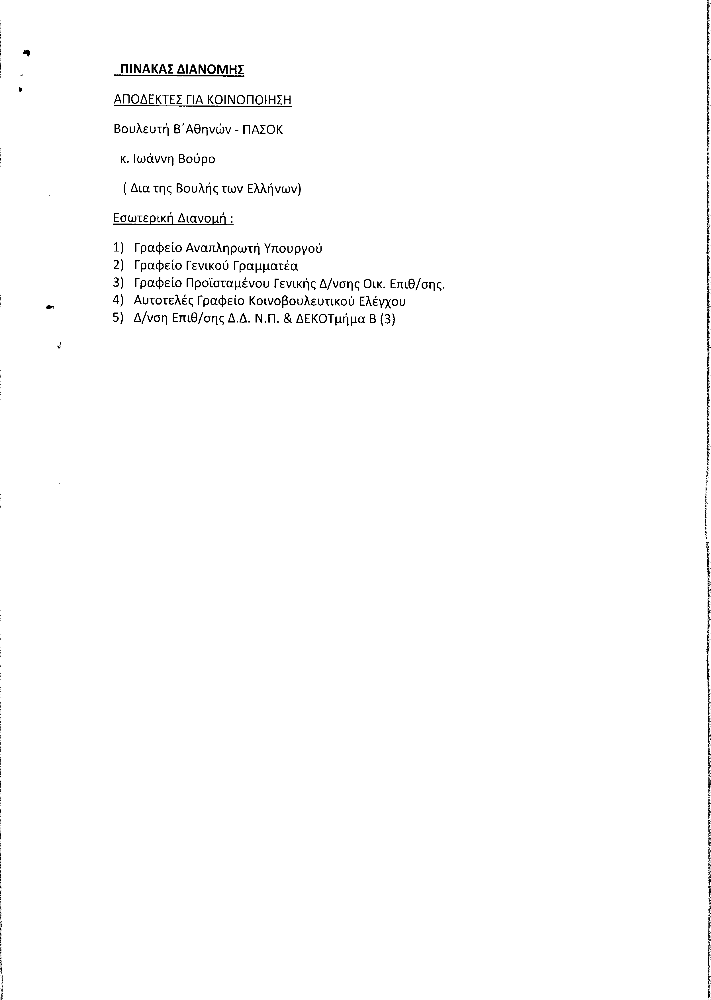 ΠΙΝΑΚΑΣ ΔΙΑΝΟΜΗΣ
ΑΠΟΔΕΚΤΕΣ ΓΙΑ ΚΟΙΝΟΠΟΙΗΣΗ
Βουλευτή Β΄Αθηνών - ΠΑΣΟΚ
κ. Ιωάννη Βούρο
( Δια της Βουλής των Ελλήνων)
Εσωτερική Διανομή :
1) Γραφείο Αναπληρωτή Υπουργού
2) Γραφείο Γενικού Γραμματέα
3) Γραφείο Προϊσταμένου Γενικής Δ/νσης Οικ. Επιθ/σης.
4) Αυτοτελές Γραφείο Κοινοβουλευτικού Ελέγχου
5) Δ/νση Επιθ/σης Δ.Δ. Ν.Π. & ΔΕΚΟΤμήμα Β (3)